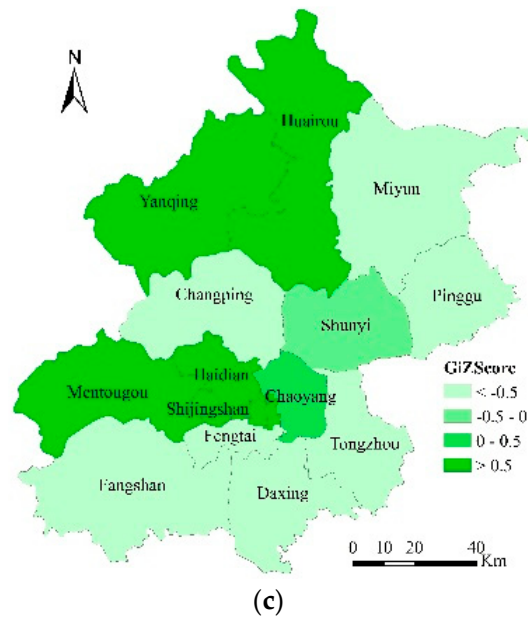 N
Huairou
Miyun
Yanqing
Changping
Pinggu
Shunyi
GiZScore
< -0.5
-0.5 - 0
0 - 0.5
> 0.5
Haidian
Mentougou
Chaoyang
Shijingshan
Fengtai
Tongzhou
Fangshan
Daxing
0 10 20 40
Km
(c)